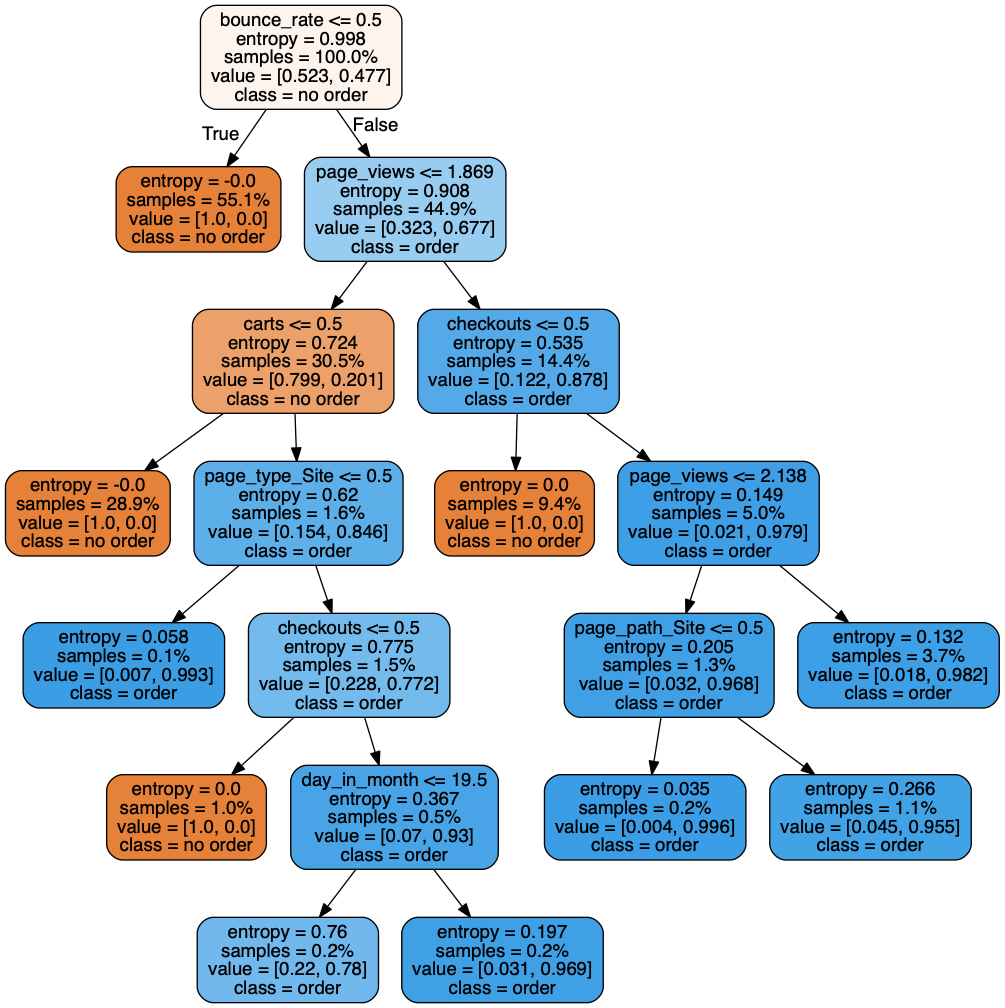 bounce_rate <= 0.5
entropy = 0.998
samples = 100.0%
value = [0.523, 0.477]
class = no order
True
False
entropy = -0.0
samples = 55.1%
value = [1.0, 0.0]
class = no order
page_views <= 1.869
entropy = 0.908
samples = 44.9%
value = [0.323, 0.677]
class = order
carts <= 0.5
entropy = 0.724
samples = 30.5%
value = [0.799, 0.201]
class = no order
checkouts <= 0.5
entropy = 0.535
samples = 14.4%
value = [0.122, 0.878]
class = order
entropy = -0.0
samples = 28.9%
value = [1.0, 0.0]
class = no order
page_type_Site <= 0.5
entropy = 0.62
samples = 1.6%
value = [0.154, 0.846]
class = order
entropy = 0.0
samples = 9.4%
value = [1.0, 0.0]
class = no order
page_views <= 2.138
entropy = 0.149
samples = 5.0%
value = [0.021, 0.979]
class = order
entropy = 0.058
samples = 0.1%
value = [0.007, 0.993]
class = order
checkouts <= 0.5
entropy = 0.775
samples = 1.5%
value = [0.228, 0.772]
class = order
page_path_Site <= 0.5
entropy = 0.205
samples = 1.3%
value = [0.032, 0.968]
class = order
entropy = 0.132
samples = 3.7%
value = [0.018, 0.982]
class = order
entropy = 0.0
samples = 1.0%
value = [1.0, 0.0]
class = no order
day_in_month <= 19.5
entropy = 0.367
samples = 0.5%
value = [0.07, 0.93]
class = order
entropy = 0.035
samples = 0.2%
value = [0.004, 0.996]
class = order
entropy = 0.266
samples = 1.1%
value = [0.045, 0.955]
class = order
entropy = 0.76
samples = 0.2%
value = [0.22, 0.78]
class = order
entropy = 0.197
samples = 0.2%
value = [0.031, 0.969]
class = order